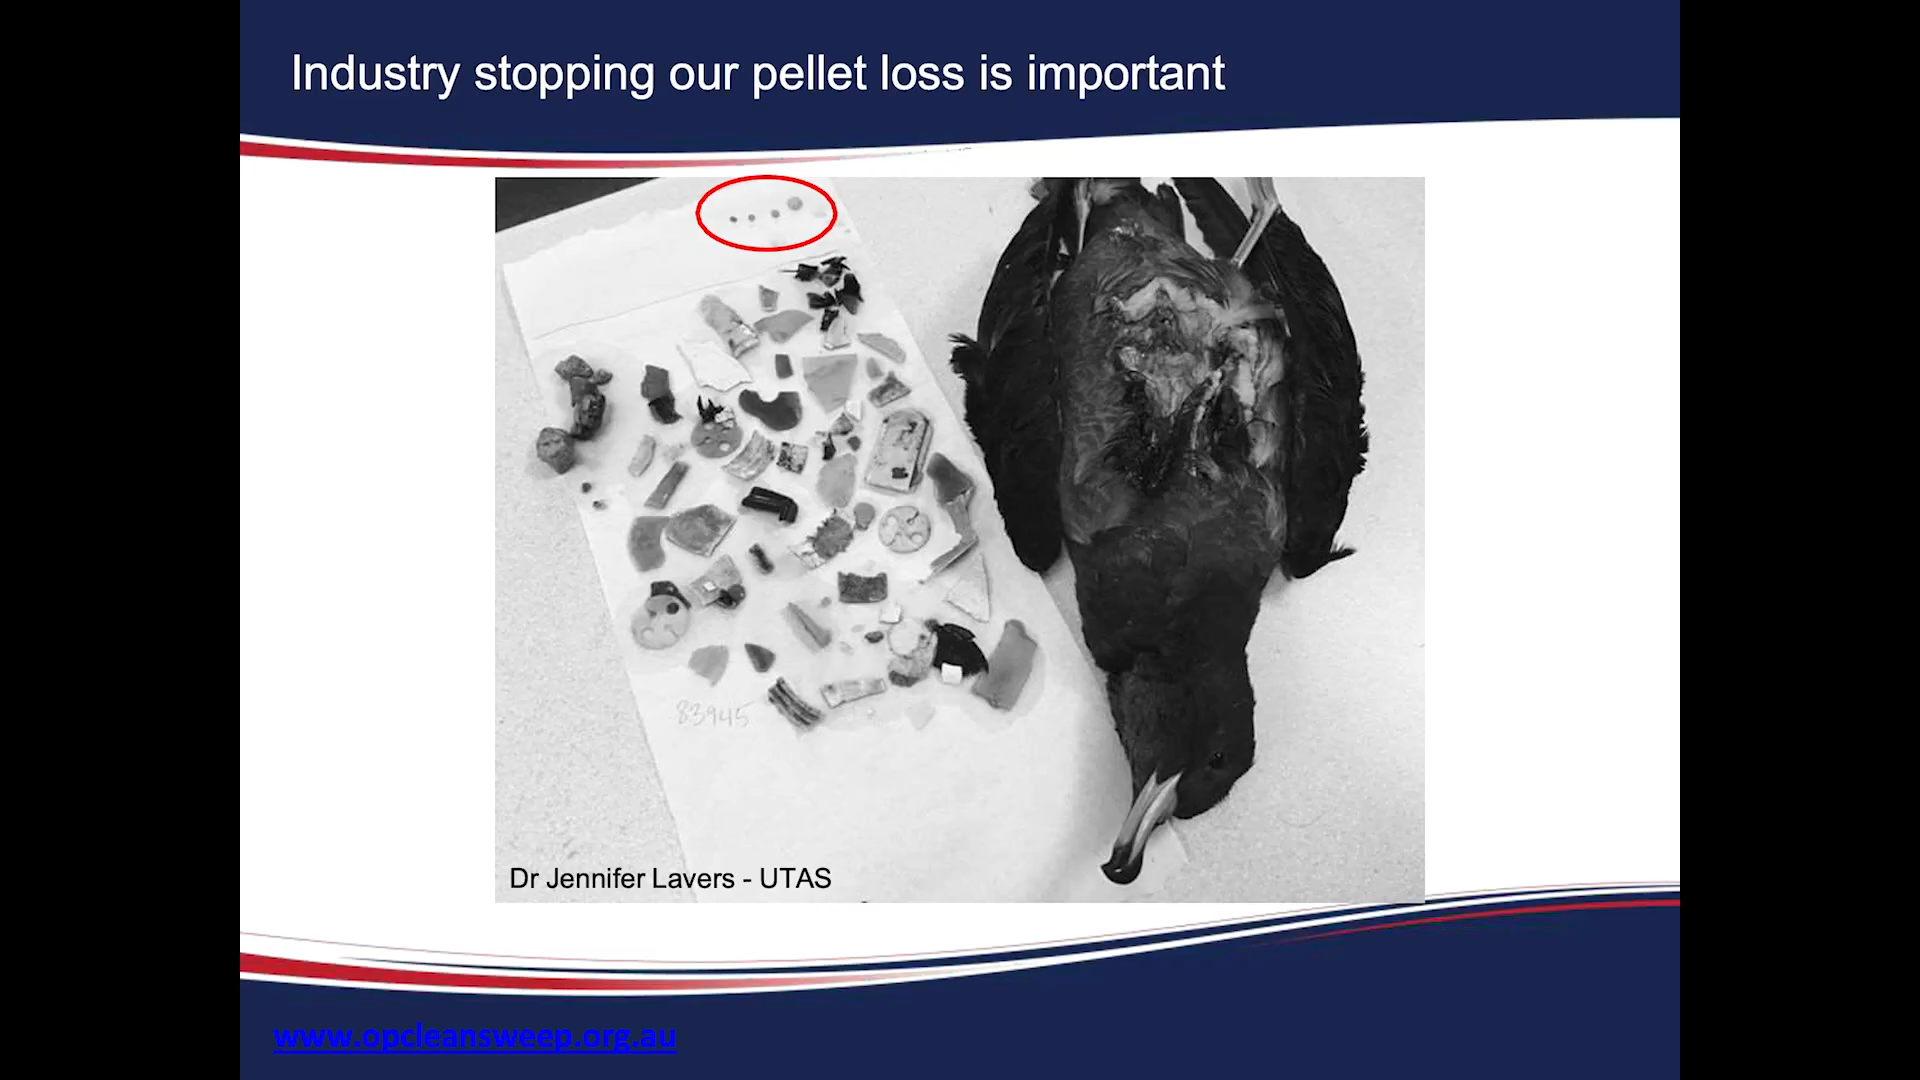 Industry stopping our pellet loss is important
83945
Dr Jennifer Lavers - UTAS
www.opcleansweep.org.au